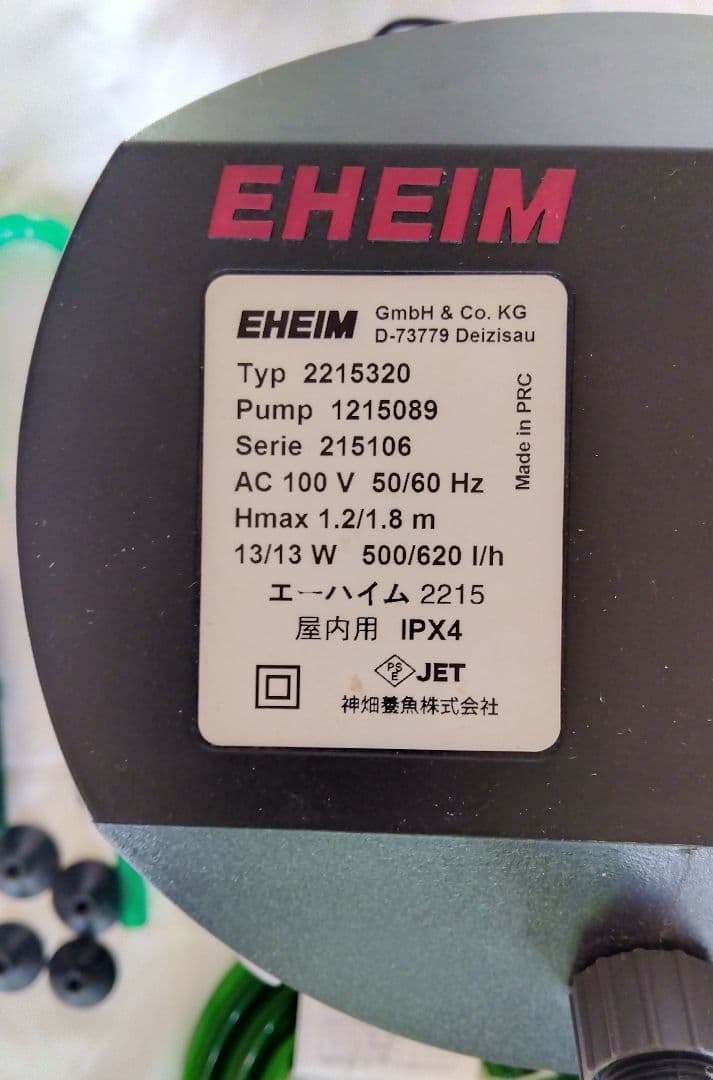 EHEIM
EHEIM GmbH & Co. KG
D-73779 Deizisau
Typ 2215320
Pump 1215089
Serie 215106
AC 100 V 50/60 Hz
Hmax 1.2/1.8 m
13/13 W 500/620 l/h
Made in PRC
エーハイム 2215
屋内用 IPX4
PSE JET
神畑養魚株式会社